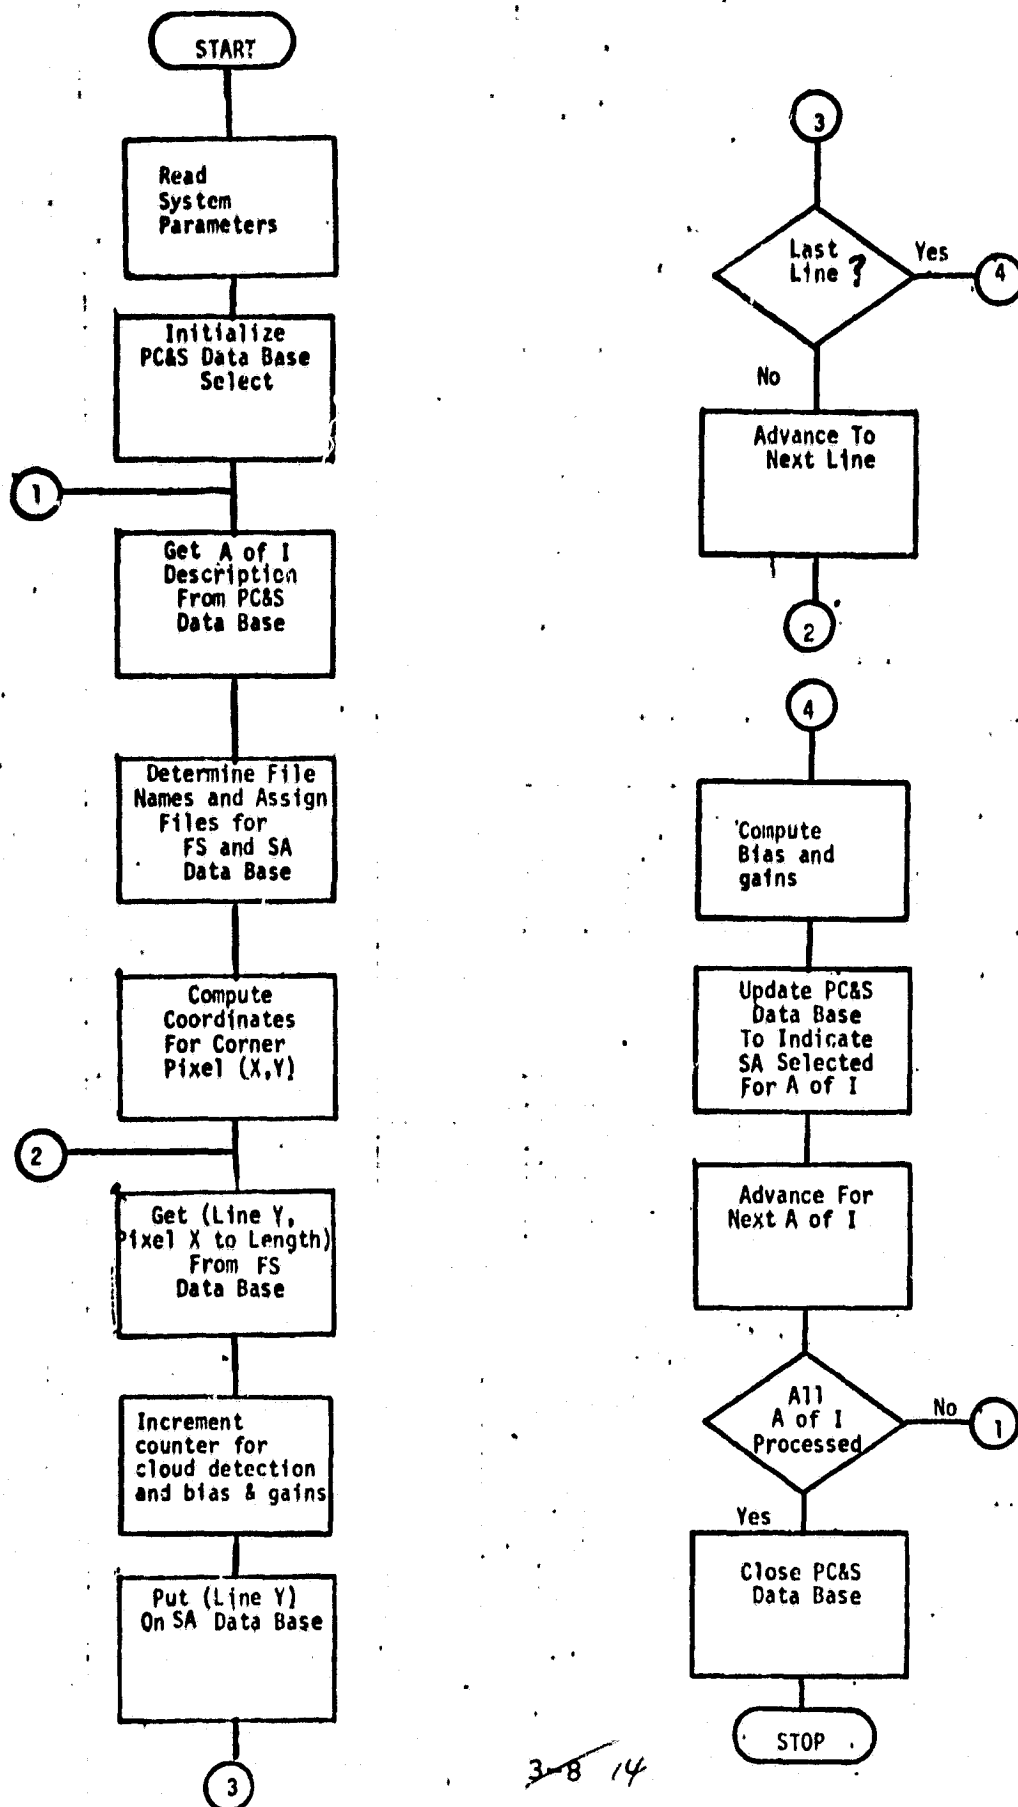 START
Read
System
Parameters
Initialize
PC&S Data Base
Select
1
Get A of I
Description
From PC&S
Data Base
Determine File
Names and Assign
Files for
FS and SA
Data Base
Compute
Coordinates
For Corner
Pixel (X,Y)
2
Get (Line Y,
Pixel X to Length)
From FS
Data Base
Increment
counter for
cloud detection
and bias & gains
Put (Line Y)
On SA Data Base
3
3
Last
Line ?
Yes
4
No
Advance To
Next Line
2
4
Compute
Bias and
gains
Update PC&S
Data Base
To Indicate
SA Selected
For A of I
Advance For
Next A of I
All
A of I
Processed
No
1
Yes
Close PC&S
Data Base
STOP
3-8 14